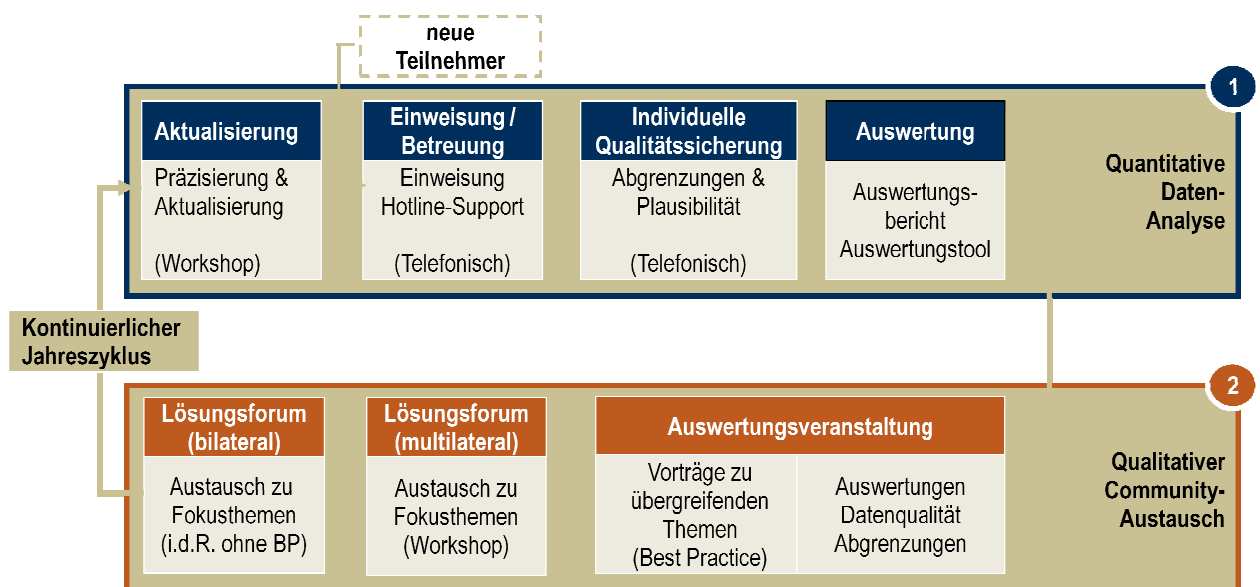 neue
Teilnehmer
1
Aktualisierung
Präzisierung &
Aktualisierung
(Workshop)
Einweisung /
Betreuung
Einweisung
Hotline-Support
(Telefonisch)
Individuelle
Qualitätssicherung
Abgrenzungen &
Plausibilität
(Telefonisch)
Auswertung
Auswertungs-
bericht
Auswertungstool
Quantitative
Daten-
Analyse
Kontinuierlicher
Jahreszyklus
2
Lösungsforum
(bilateral)
Austausch zu
Fokusthemen
(i.d.R. ohne BP)
Lösungsforum
(multilateral)
Austausch zu
Fokusthemen
(Workshop)
Auswertungsveranstaltung
Vorträge zu
übergreifenden
Themen
(Best Practice)
Auswertungen
Datenqualität
Abgrenzungen
Qualitativer
Community-
Austausch